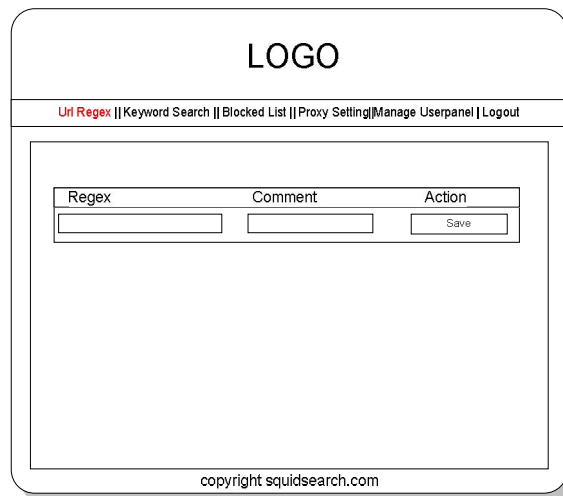 LOGO
Url Regex || Keyword Search || Blocked List || Proxy Setting||Manage Userpanel | Logout
Regex Comment Action
Save
copyright squidsearch.com